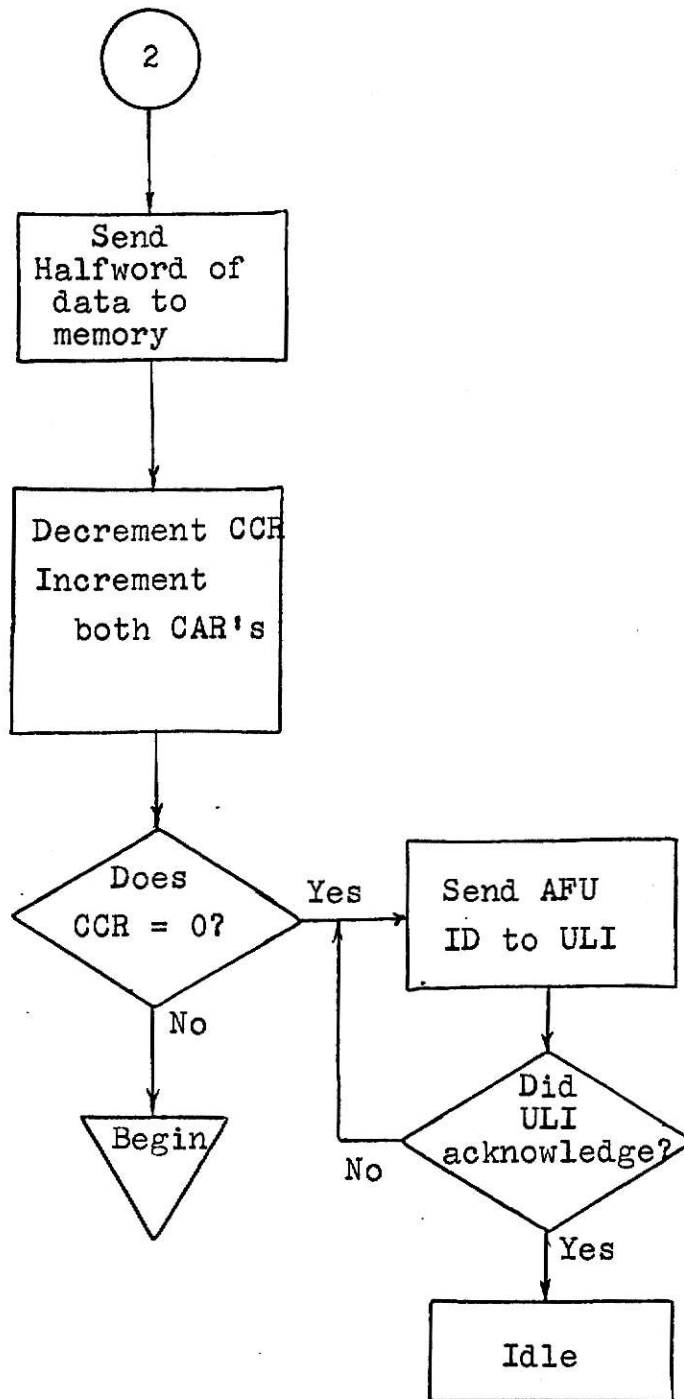 2
Send
Halfword of
data to
memory
Decrement CCR
Increment
both CAR's
Does
CCR = 0?
Yes
No
Begin
Send AFU
ID to ULI
Did
ULI
acknowledge?
No
Yes
Idle